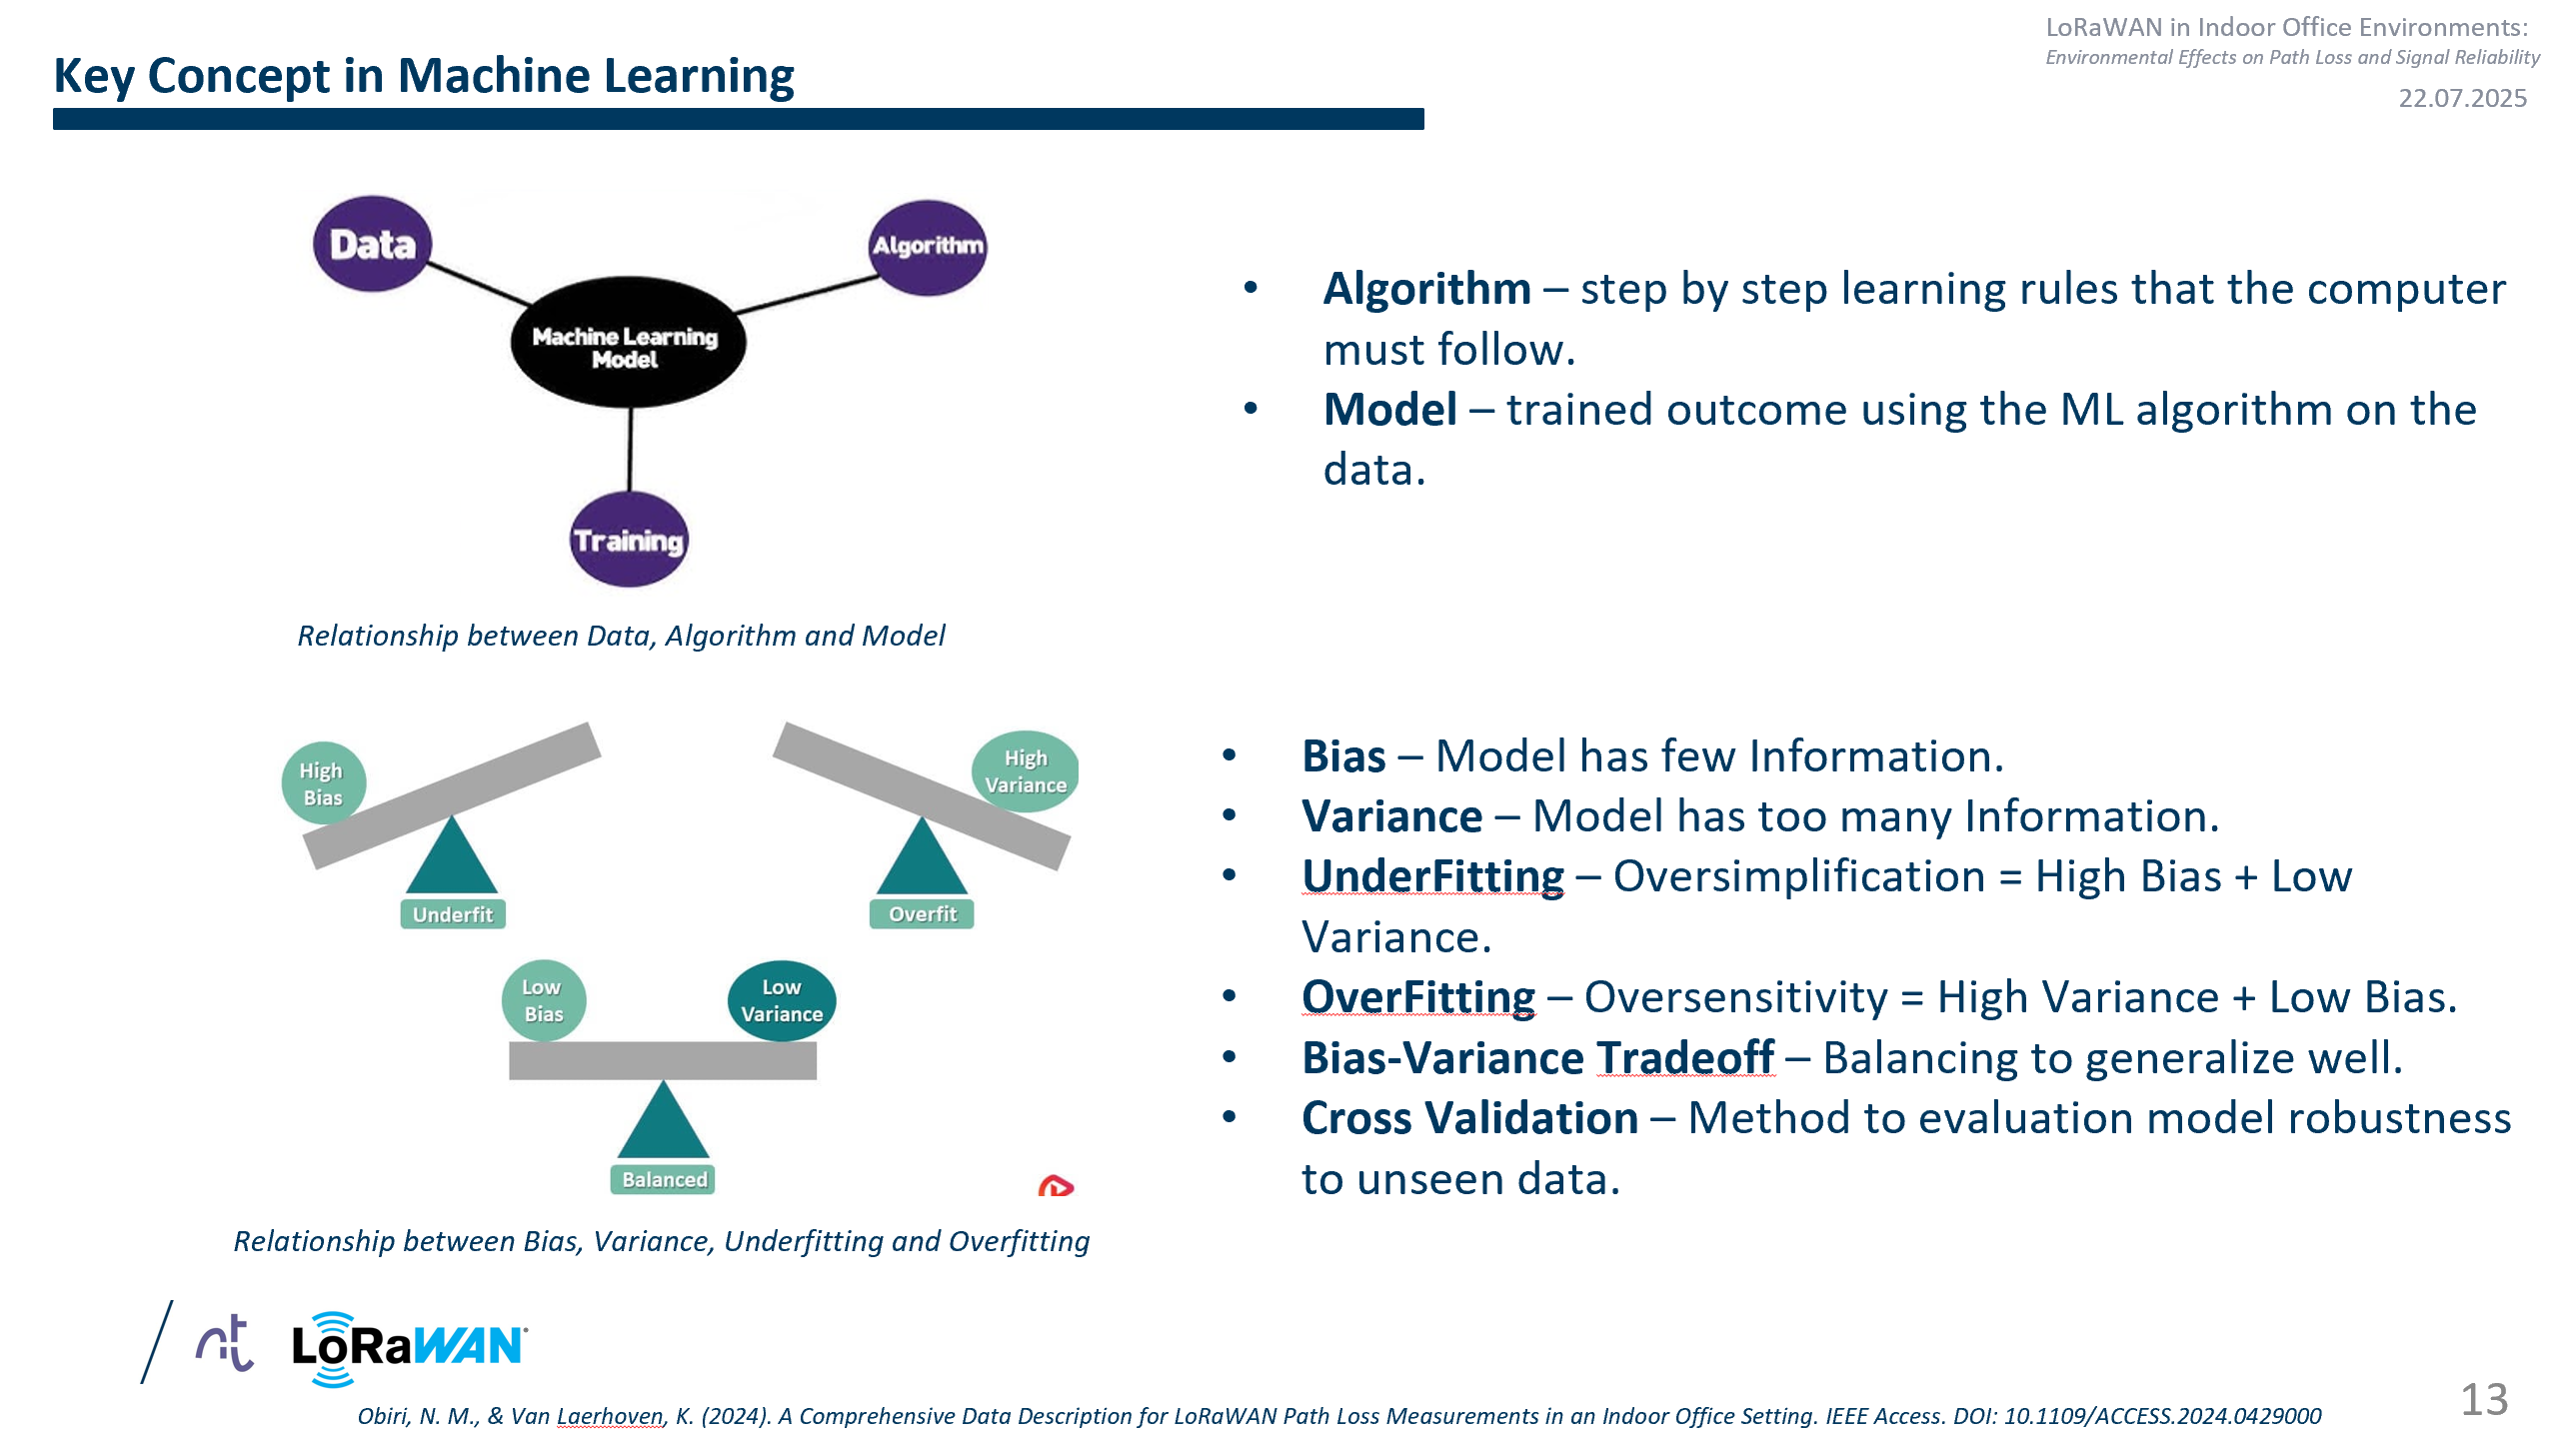 LoRaWAN in Indoor Office Environments:
Environmental Effects on Path Loss and Signal Reliability
22.07.2025
Key Concept in Machine Learning
Data
Algorithm
Machine Learning
Model
Training
Relationship between Data, Algorithm and Model
• Algorithm – step by step learning rules that the computer
must follow.
• Model – trained outcome using the ML algorithm on the
data.
High
Bias
Underfit
High
Variance
Overfit
Low
Bias
Low
Variance
Balanced
Relationship between Bias, Variance, Underfitting and Overfitting
• Bias – Model has few Information.
• Variance – Model has too many Information.
• UnderFitting – Oversimplification = High Bias + Low
Variance.
• OverFitting – Oversensitivity = High Variance + Low Bias.
• Bias-Variance Tradeoff – Balancing to generalize well.
• Cross Validation – Method to evaluation model robustness
to unseen data.
LoRaWAN
Obiri, N. M., & Van Laerhoven, K. (2024). A Comprehensive Data Description for LoRaWAN Path Loss Measurements in an Indoor Office Setting. IEEE Access. DOI: 10.1109/ACCESS.2024.0429000
13